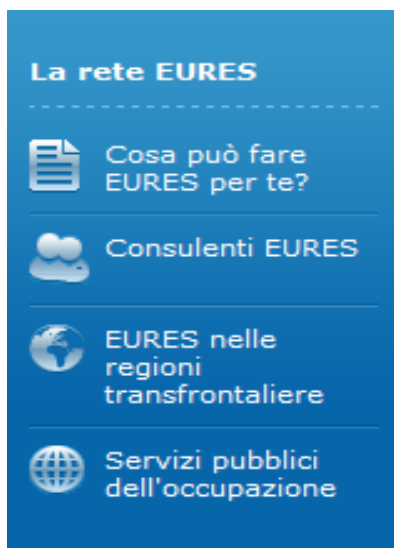 La rete EURES
Cosa può fare
EURES per te?
Consulenti EURES
EURES nelle
regioni
transfrontaliere
Servizi pubblici
dell'occupazione